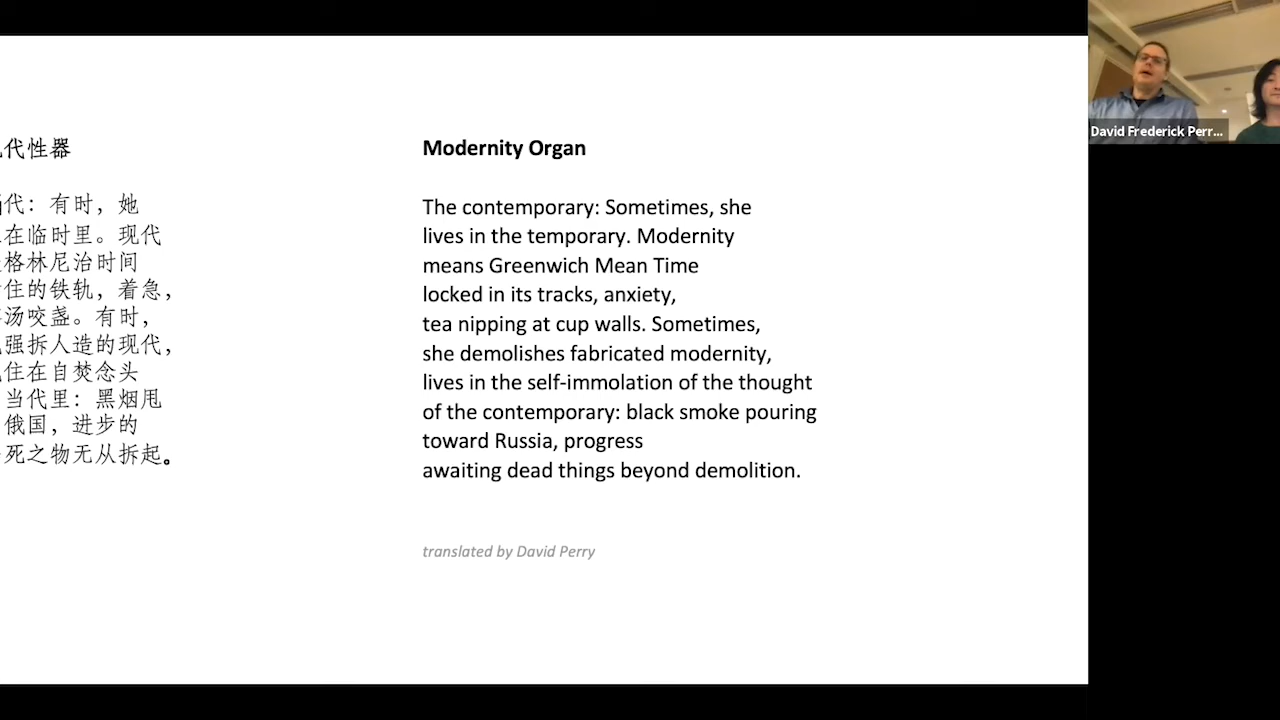 代性器
代：有时，她
在临时里。现代
格林尼治时间
住的铁轨，着急，
汤咬盏。有时，
强拆人造的现代，
住在自焚念头
当代里：黑烟甩
俄国，进步的
死之物无从拆起。
Modernity Organ
The contemporary: Sometimes, she
lives in the temporary. Modernity
means Greenwich Mean Time
locked in its tracks, anxiety,
tea nipping at cup walls. Sometimes,
she demolishes fabricated modernity,
lives in the self-immolation of the thought
of the contemporary: black smoke pouring
toward Russia, progress
awaiting dead things beyond demolition.
translated by David Perry
David Frederick Perr...